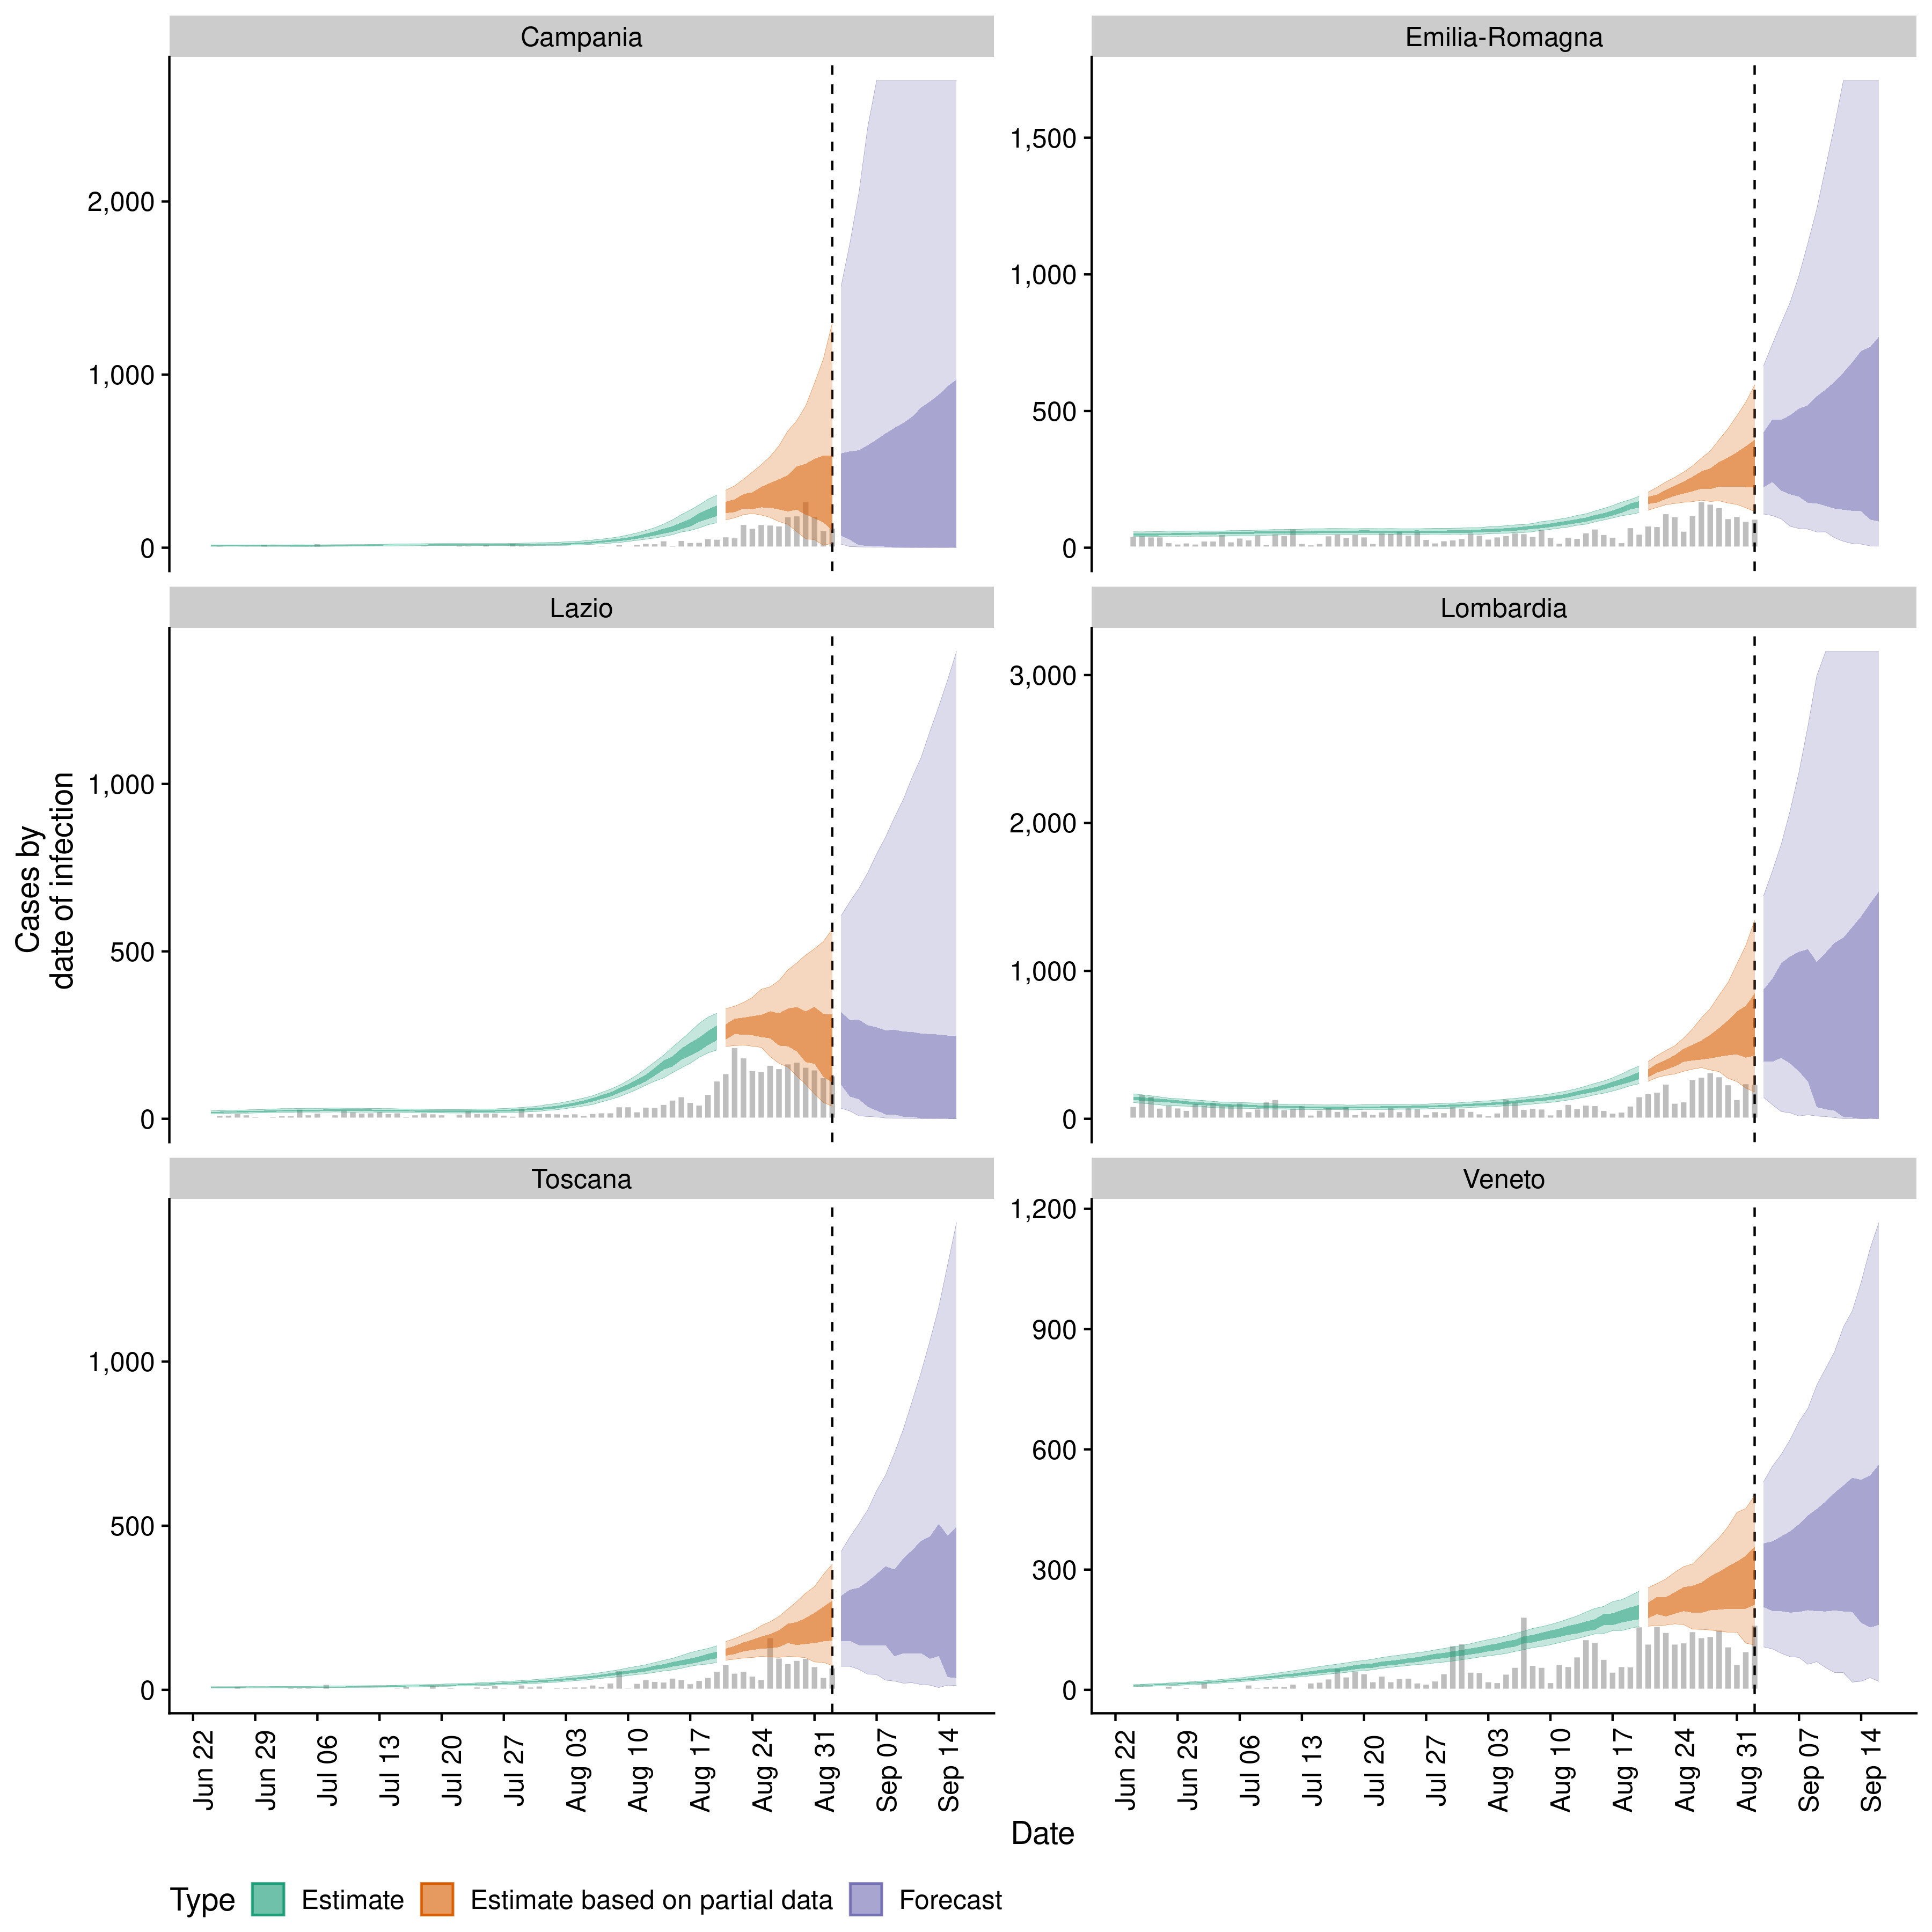 Campania
Emilia-Romagna
2,000
1,000
0
1,500
1,000
500
0
Lazio
Lombardia
1,000
500
0
3,000
2,000
1,000
0
Toscana
Veneto
1,000
500
0
1,200
900
600
300
0
Cases by
date of infection
Jun 22
Jun 29
Jul 06
Jul 13
Jul 20
Jul 27
Aug 03
Aug 10
Aug 17
Aug 24
Aug 31
Sep 07
Sep 14
Jun 22
Jun 29
Jul 06
Jul 13
Jul 20
Jul 27
Aug 03
Aug 10
Aug 17
Aug 24
Aug 31
Sep 07
Sep 14
Date
Type Estimate Estimate based on partial data Forecast